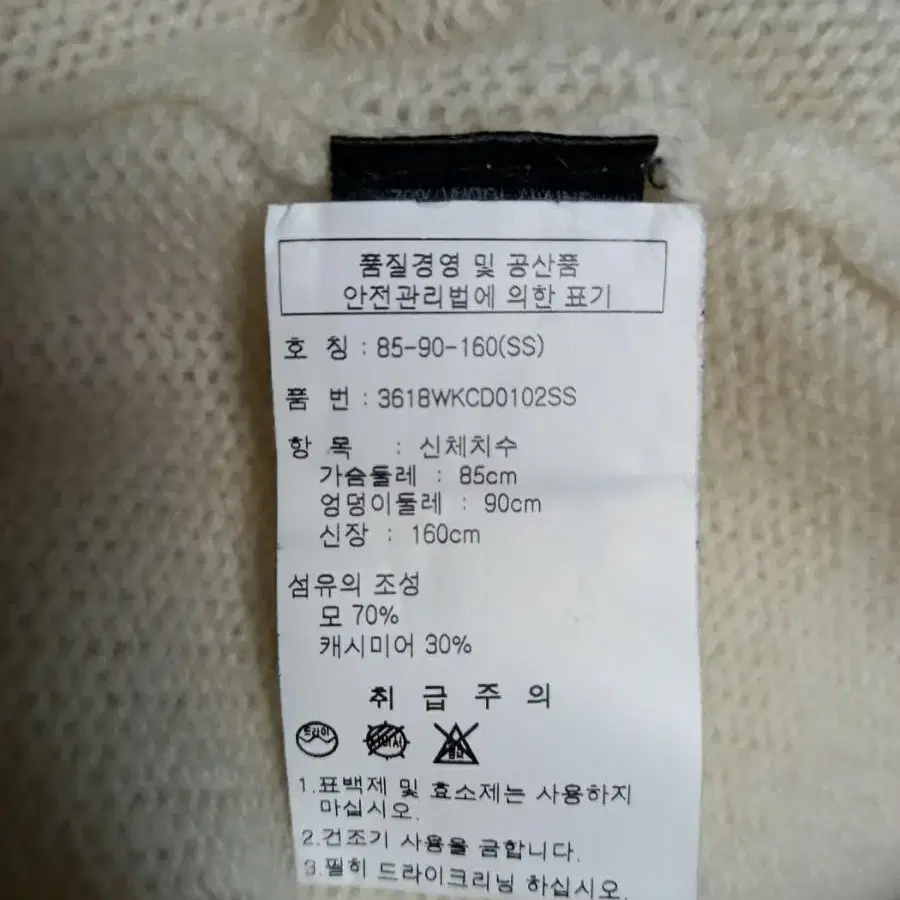 품질경영 및 공산품
안전관리법에 의한 표기
호 칭 : 85-90-160(SS)
품 번 : 3618WKCD0102SS
항 목 : 신체치수
가슴둘레 : 85cm
엉덩이둘레 : 90cm
신장 : 160cm
섬유의 조성
모 70%
캐시미어 30%
취 급 주 의
드라이
1.표백제 및 효소제는 사용하지
마십시오.
2.건조기 사용을 금합니다.
3.필히 드라이크리닝 하십시오.